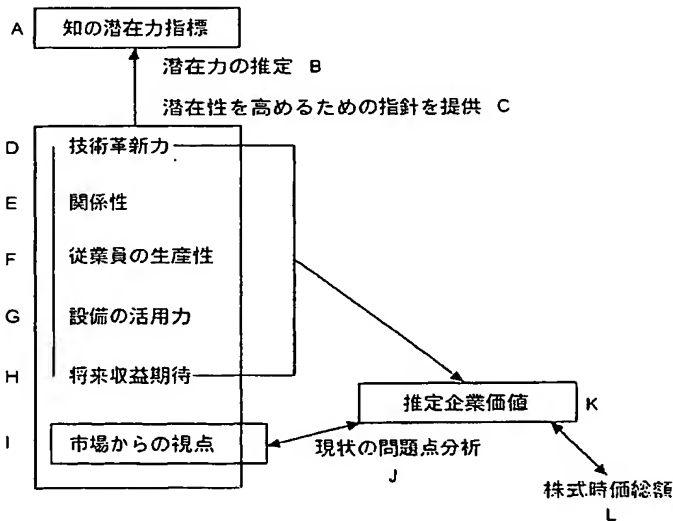 A 知の潜在力指標
潜在力の推定 B
潜在性を高めるための指針を提供 C
D 技術革新力
E 関係性
F 従業員の生産性
G 設備の活用力
H 将来収益期待
推定企業価値 K
I 市場からの視点
現状の問題点分析
J
株式時価総額
L